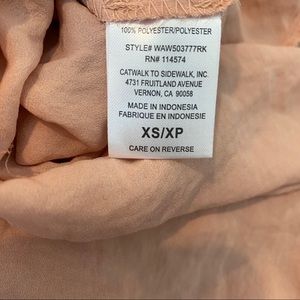 100% POLYESTER/POLYESTER
STYLE# WAW503777RK
RN# 114574
CATWALK TO SIDEWALK, INC.
4731 FRUITLAND AVENUE
VERNON, CA 90058
MADE IN INDONESIA
FABRIQUE EN INDONESIE
XS/XP
CARE ON REVERSE